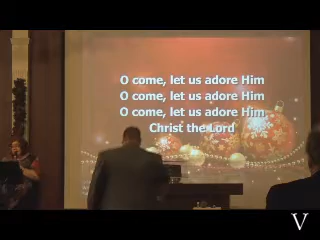 O come, let us adore Him
O come, let us adore Him
O come, let us adore Him
Christ the Lord
V